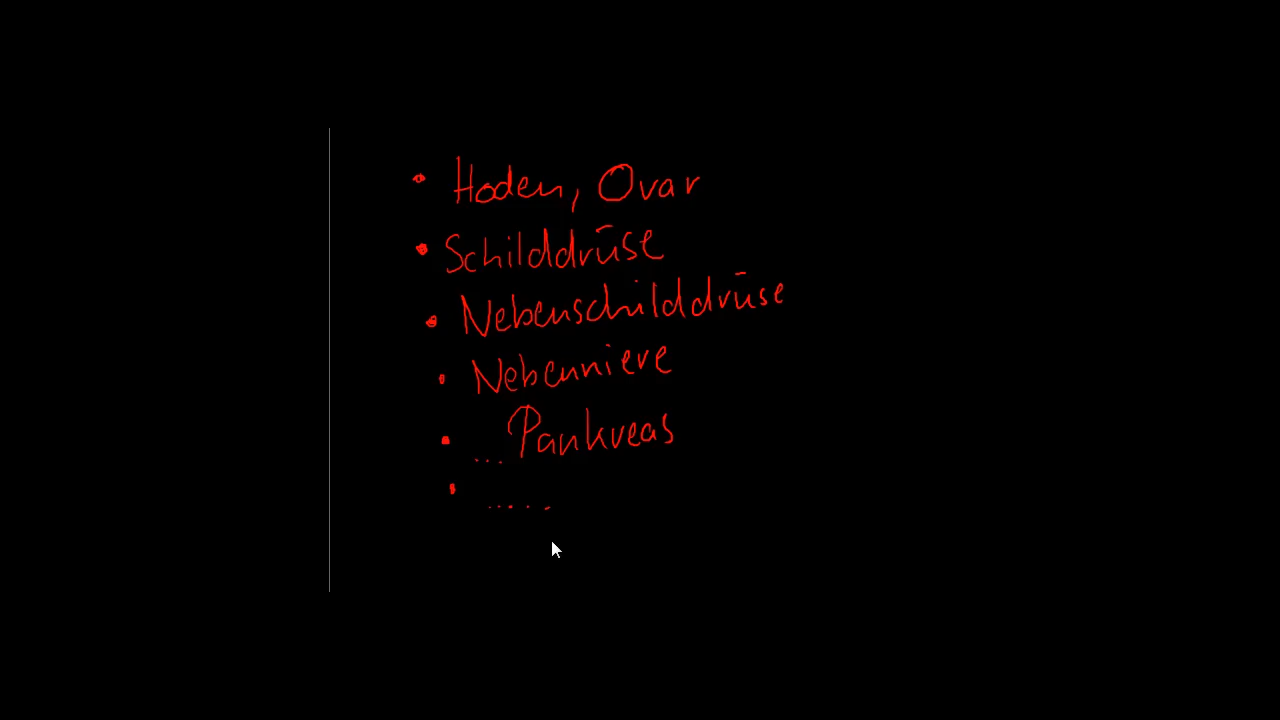 • Hoden, Ovar
• Schilddrüse
• Nebenschilddrüse
• Nebenniere
• ... Pankreas
• .....